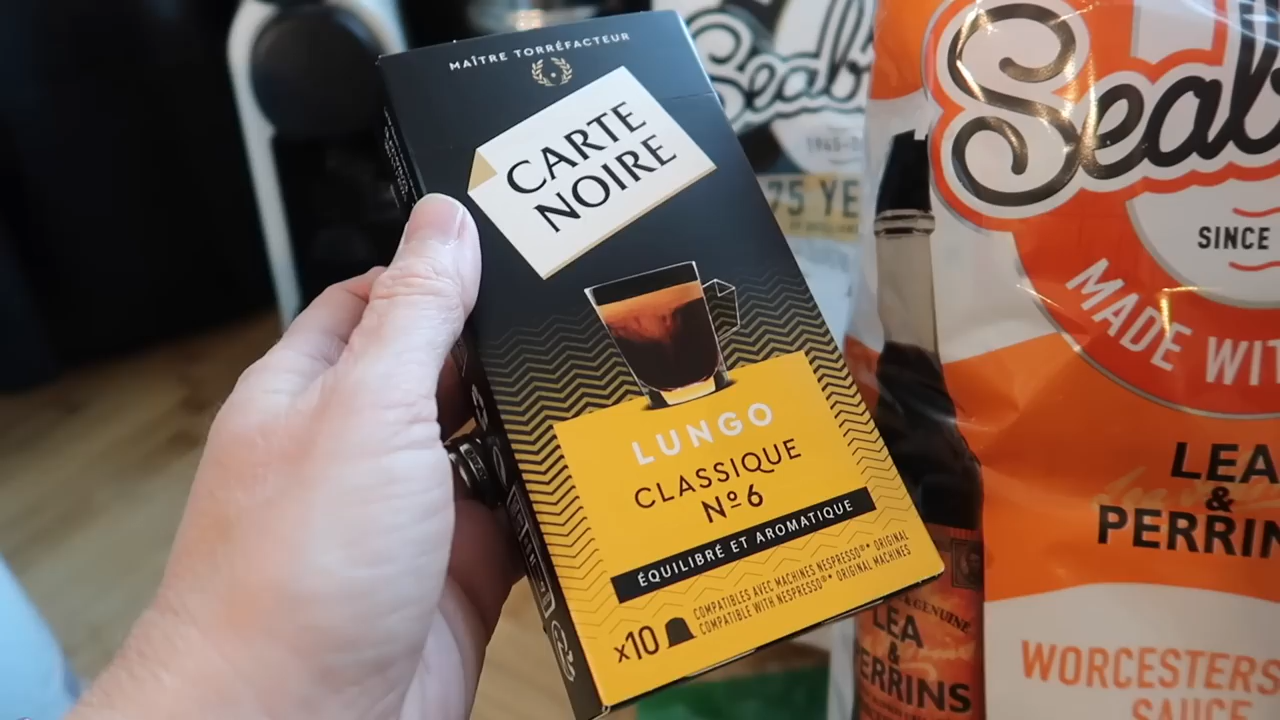 MAÎTRE TORRÉFACTEUR
CARTE
NOIRE
LUNGO
CLASSIQUE
Nº6
ÉQUILIBRÉ ET AROMATIQUE
COMPATIBLES AVEC MACHINES NESPRESSO®* ORIGINAL
COMPATIBLE WITH NESPRESSO®* ORIGINAL MACHINES
x10
Seab
75 YE
Seab
SINCE
MADE WIT
LEA
&
PERRIN
WORCESTERS
SAUCE
& GENUINE
LEA
&
PERRINS